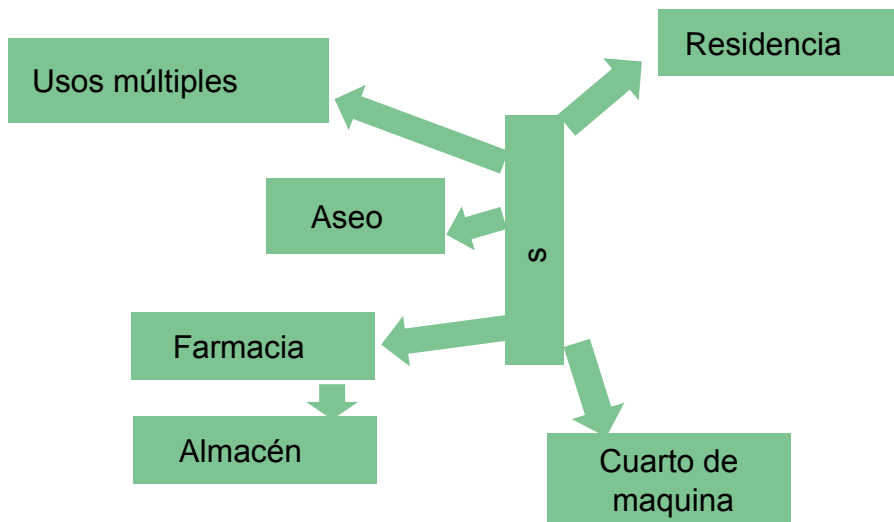 Residencia
Usos múltiples
Aseo
s
Farmacia
Almacén
Cuarto de
maquina